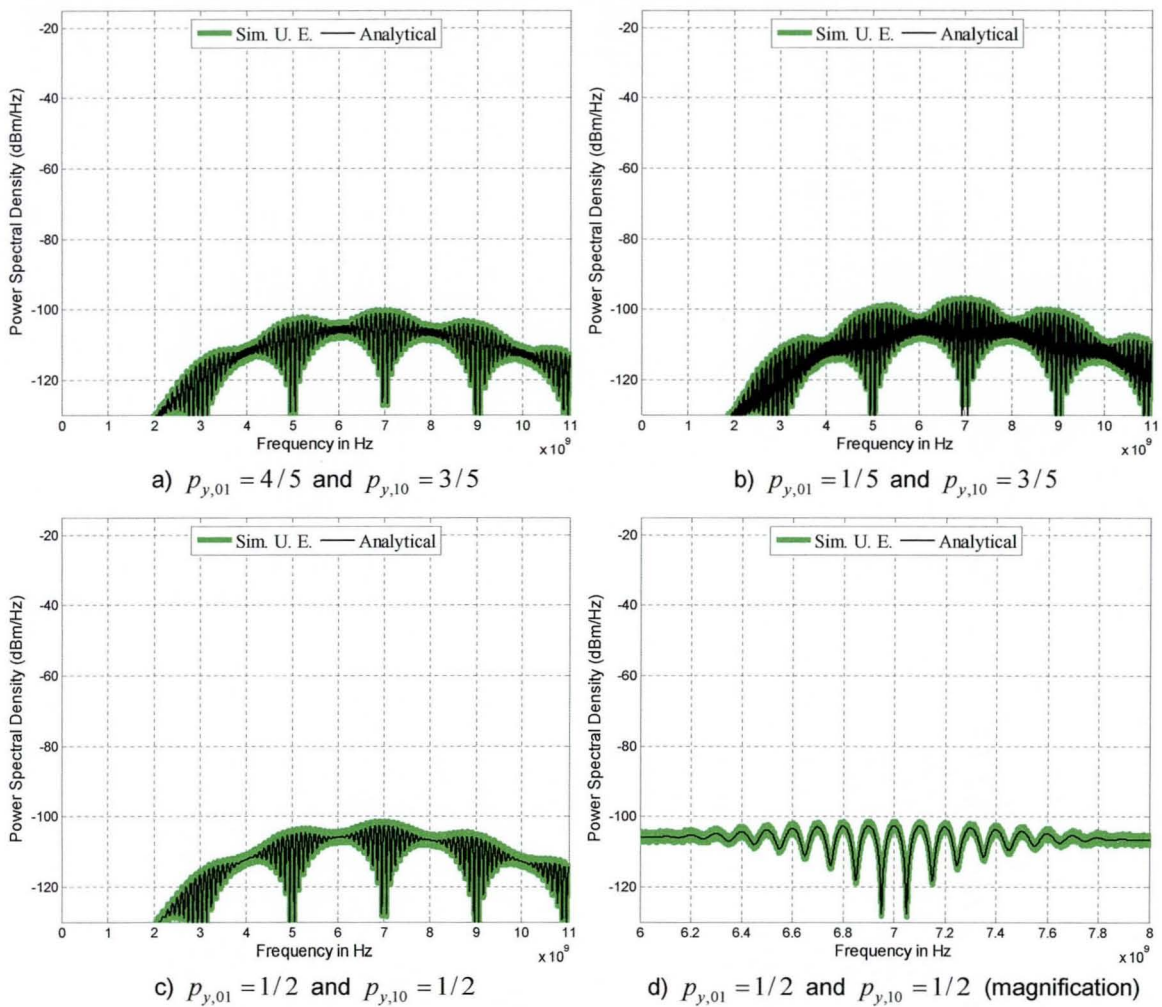 Sim. U. E. Analytical
-20
-40
-60
-80
-100
-120
Power Spectral Density (dBm/Hz)
0 1 2 3 4 5 6 7 8 9 10 11
Frequency in Hz
x 10^9
a) p_{y,01} = 4/5 and p_{y,10} = 3/5
Sim. U. E. Analytical
-20
-40
-60
-80
-100
-120
Power Spectral Density (dBm/Hz)
0 1 2 3 4 5 6 7 8 9 10 11
Frequency in Hz
x 10^9
b) p_{y,01} = 1/5 and p_{y,10} = 3/5
Sim. U. E. Analytical
-20
-40
-60
-80
-100
-120
Power Spectral Density (dBm/Hz)
0 1 2 3 4 5 6 7 8 9 10 11
Frequency in Hz
x 10^9
c) p_{y,01} = 1/2 and p_{y,10} = 1/2
Sim. U. E. Analytical
-20
-40
-60
-80
-100
-120
Power Spectral Density (dBm/Hz)
6 6.2 6.4 6.6 6.8 7 7.2 7.4 7.6 7.8 8
Frequency in Hz
x 10^9
d) p_{y,01} = 1/2 and p_{y,10} = 1/2 (magnification)